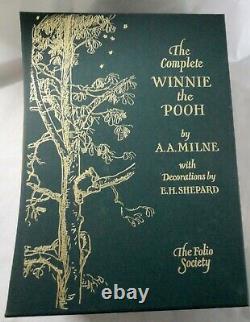 The
Complete
WINNIE
the
POOH
by
A.A. MILNE
with
Decorations by
E.H. SHEPARD
The Folio
Society